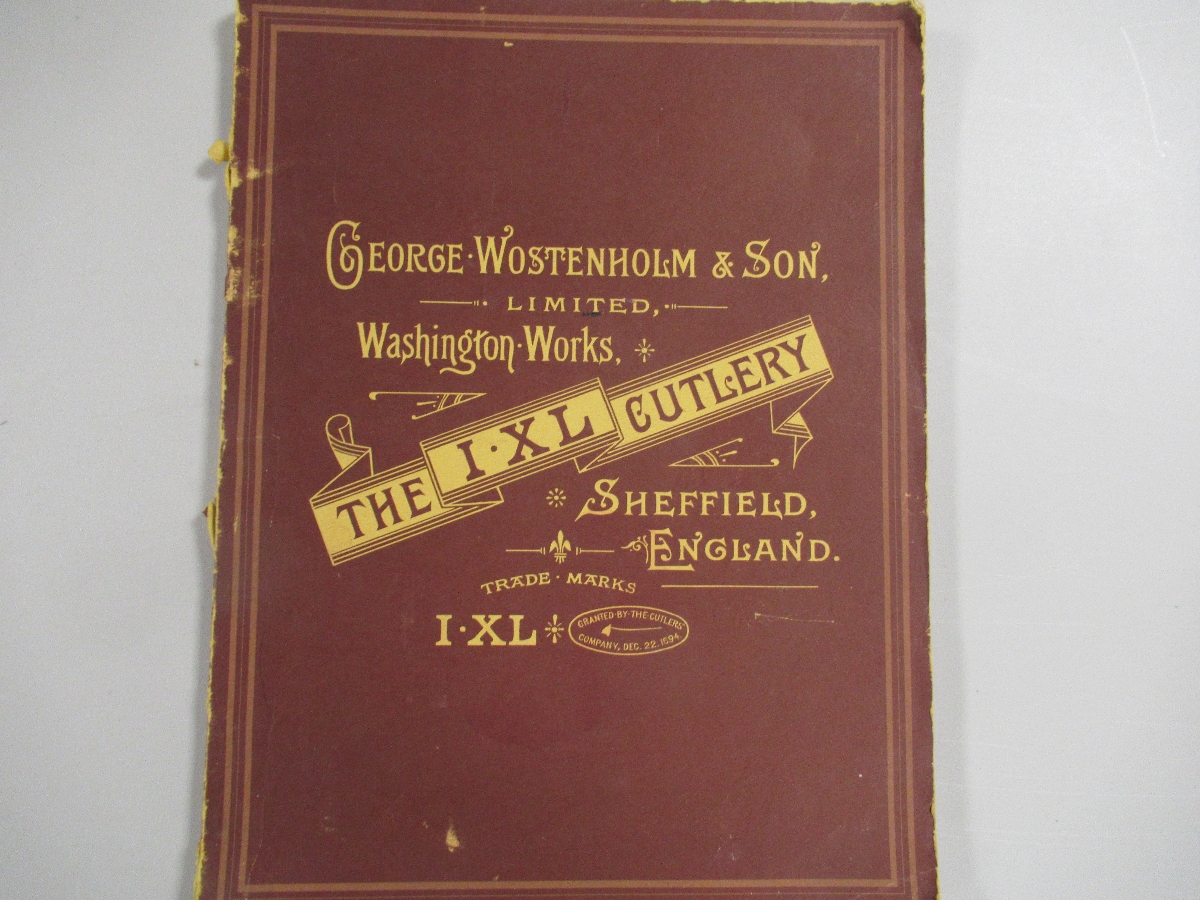 GEORGE·WOSTENHOLM & SON,
LIMITED,
Washington·Works,
THE I·XL CUTLERY
SHEFFIELD,
ENGLAND.
TRADE·MARKS
I·XL
GRANTED·BY·THE·CUTLERS'
COMPANY, DEC. 22. 1694.